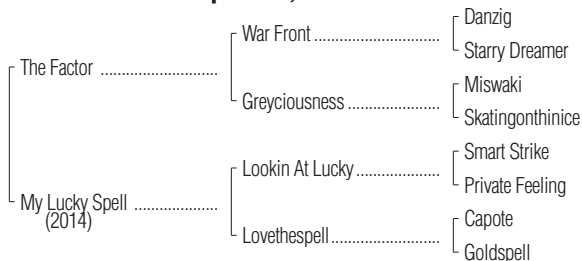 Danzig
War Front ..............................
Starry Dreamer
The Factor ............................
Miswaki
Greyciousness ......................
Skatingonthinice
Smart Strike
Lookin At Lucky ....................
Private Feeling
My Lucky Spell ....................
(2014)
Capote
Lovethespell ..........................
Goldspell